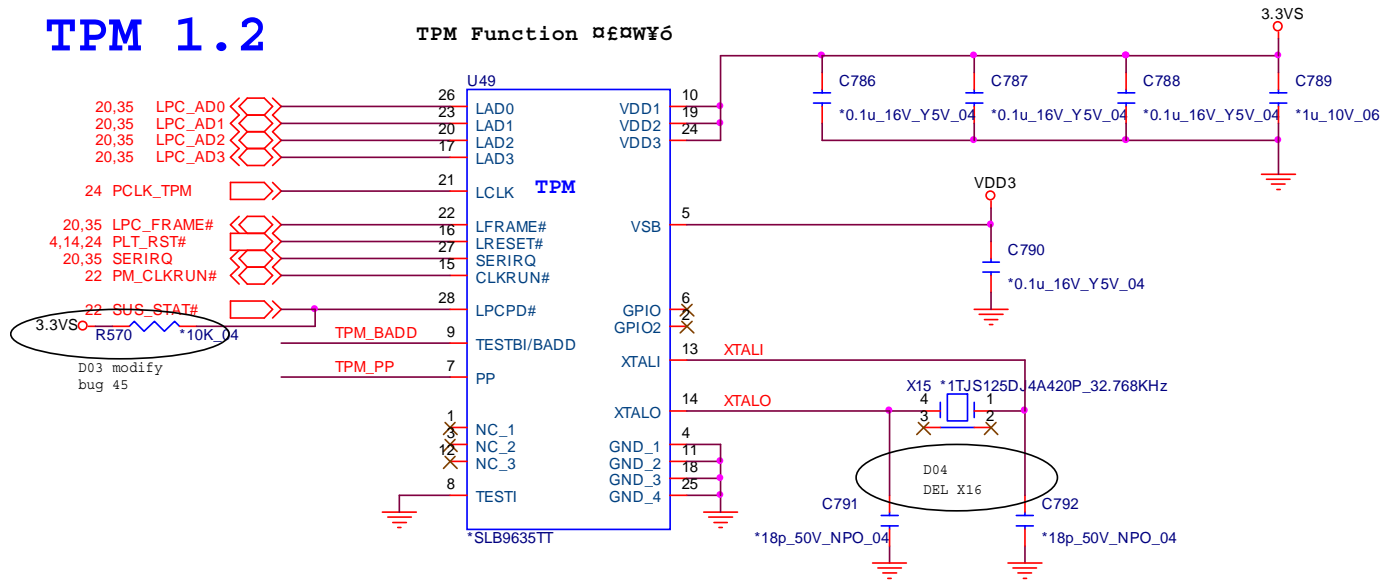 TPM 1.2
TPM Function ¤£¤W¥ó
U49
20,35 LPC_AD0
20,35 LPC_AD1
20,35 LPC_AD2
20,35 LPC_AD3
24 PCLK_TPM
20,35 LPC_FRAME#
4,14,24 PLT_RST#
20,35 SERIRQ
22 PM_CLKRUN#
22 SUS_STAT#
3.3VS
R570 *10K_04
D03 modify
bug 45
TPM_BADD
TPM_PP
26 LAD0
23 LAD1
20 LAD2
17 LAD3
21 LCLK
22 LFRAME#
16 LRESET#
27 SERIRQ
15 CLKRUN#
28 LPCPD#
9 TESTBI/BADD
7 PP
1 NC_1
3 NC_2
12 NC_3
8 TESTI
TPM
VDD1 10
VDD2 19
VDD3 24
VSB 5
GPIO 6
GPIO2 2
XTALI 13
XTALO 14
GND_1 4
GND_2 11
GND_3 18
GND_4 25
*SLB9635TT
3.3VS
C786
*0.1u_16V_Y5V_04
C787
*0.1u_16V_Y5V_04
C788
*0.1u_16V_Y5V_04
C789
*1u_10V_06
VDD3
C790
*0.1u_16V_Y5V_04
XTALI
XTALO
X15 *1TJS125DJ4A420P_32.768KHz
4 1
3 2
D04
DEL X16
C791
*18p_50V_NPO_04
C792
*18p_50V_NPO_04